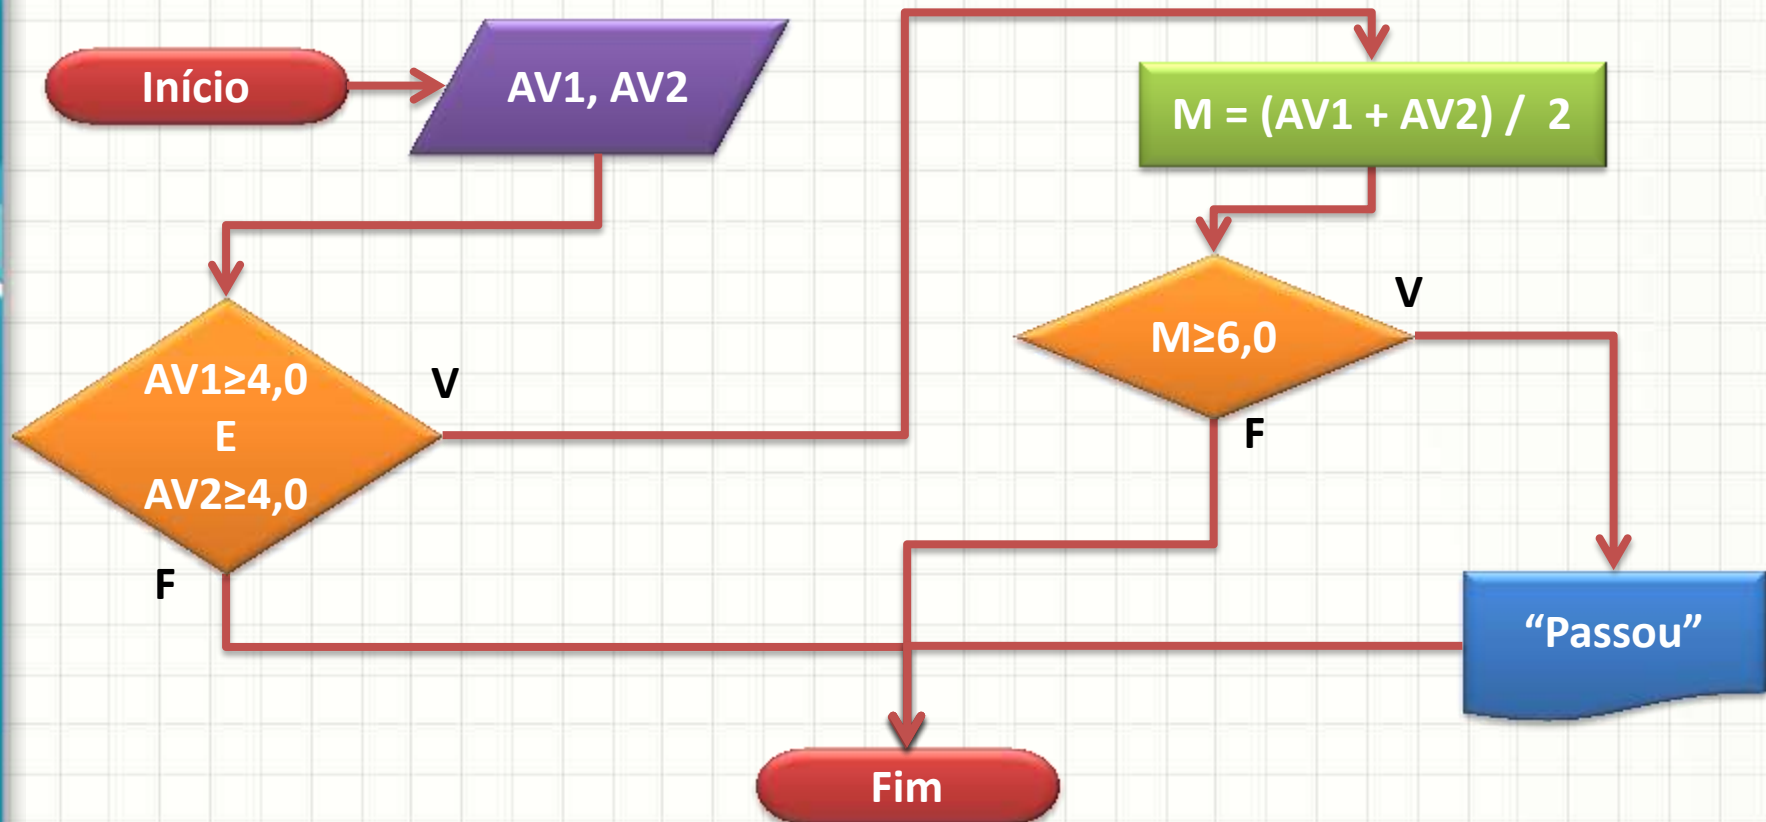 Início
AV1, AV2
AV1≥4,0
E
AV2≥4,0
V
F
M = (AV1 + AV2) / 2
M≥6,0
V
F
“Passou”
Fim